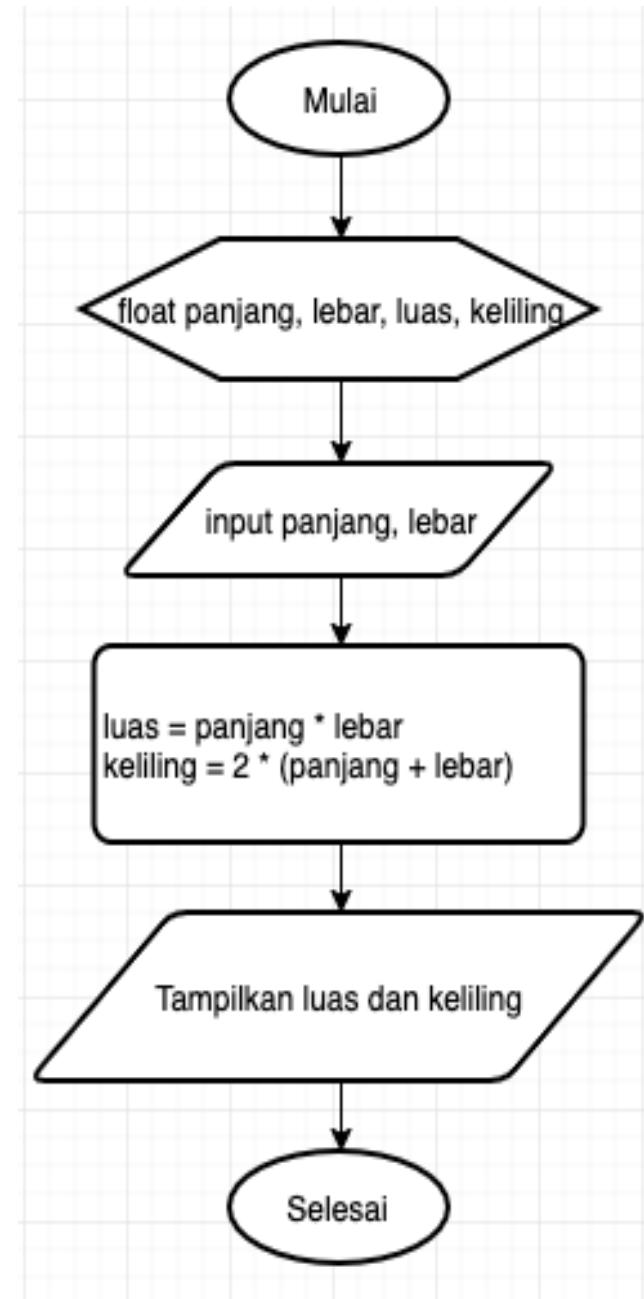 Mulai
float panjang, lebar, luas, keliling
input panjang, lebar
luas = panjang * lebar
keliling = 2 * (panjang + lebar)
Tampilkan luas dan keliling
Selesai